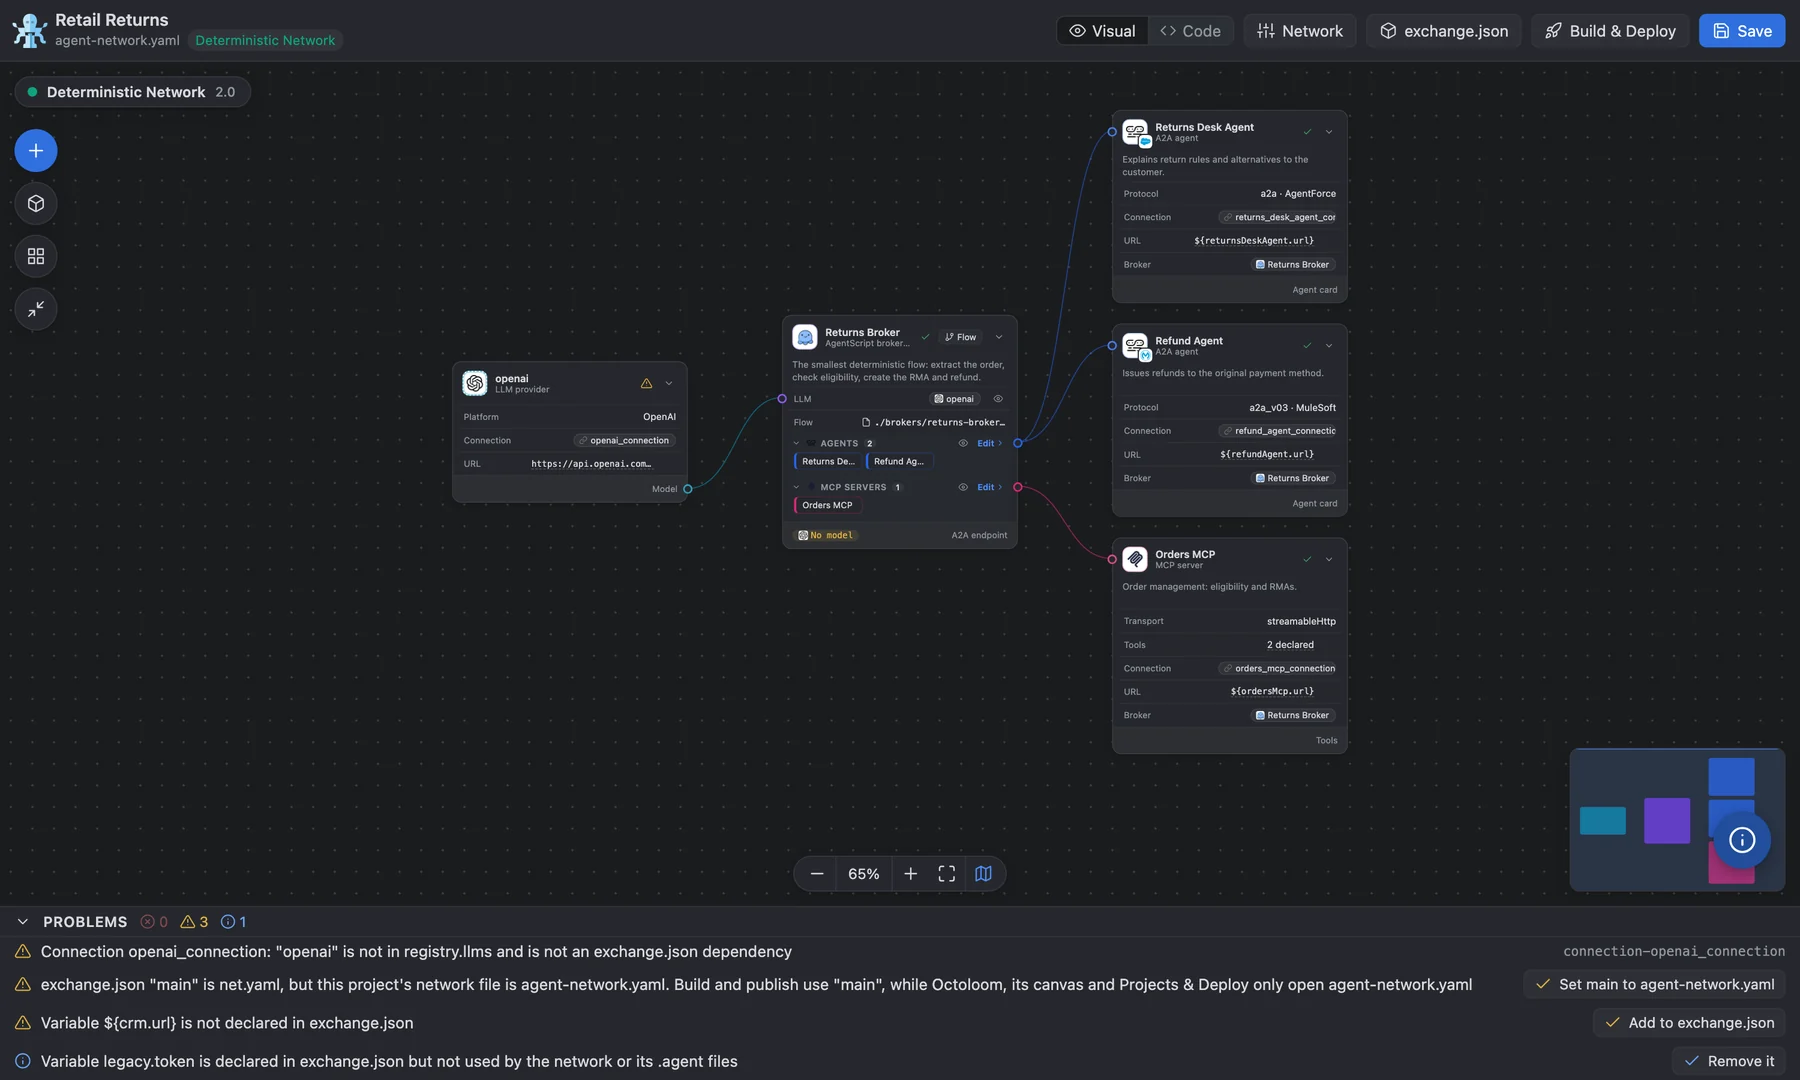 Retail Returns
agent-network.yaml
Deterministic Network
Visual
Code
Network
exchange.json
Build & Deploy
Save
Deterministic Network 2.0
openai
LLM provider
Platform
OpenAI
Connection
openai_connection
URL
https://api.openai.com…
Model
Returns Broker
AgentScript broker…
Flow
The smallest deterministic flow: extract the order,
check eligibility, create the RMA and refund.
LLM
openai
Flow
./brokers/returns-broker…
AGENTS 2
Edit
Returns De…
Refund Ag…
MCP SERVERS 1
Edit
Orders MCP
No model
A2A endpoint
Returns Desk Agent
A2A agent
Explains return rules and alternatives to the
customer.
Protocol
a2a · AgentForce
Connection
returns_desk_agent_cor
URL
${returnsDeskAgent.url}
Broker
Returns Broker
Agent card
Refund Agent
A2A agent
Issues refunds to the original payment method.
Protocol
a2a_v03 · MuleSoft
Connection
refund_agent_connectic
URL
${refundAgent.url}
Broker
Returns Broker
Agent card
Orders MCP
MCP server
Order management: eligibility and RMAs.
Transport
streamableHttp
Tools
2 declared
Connection
orders_mcp_connection
URL
${ordersMcp.url}
Broker
Returns Broker
Tools
65%
PROBLEMS 0 3 1
Connection openai_connection: "openai" is not in registry.llms and is not an exchange.json dependency
connection-openai_connection
exchange.json "main" is net.yaml, but this project's network file is agent-network.yaml. Build and publish use "main", while Octoloom, its canvas and Projects & Deploy only open agent-network.yaml
Set main to agent-network.yaml
Variable ${crm.url} is not declared in exchange.json
Add to exchange.json
Variable legacy.token is declared in exchange.json but not used by the network or its .agent files
Remove it